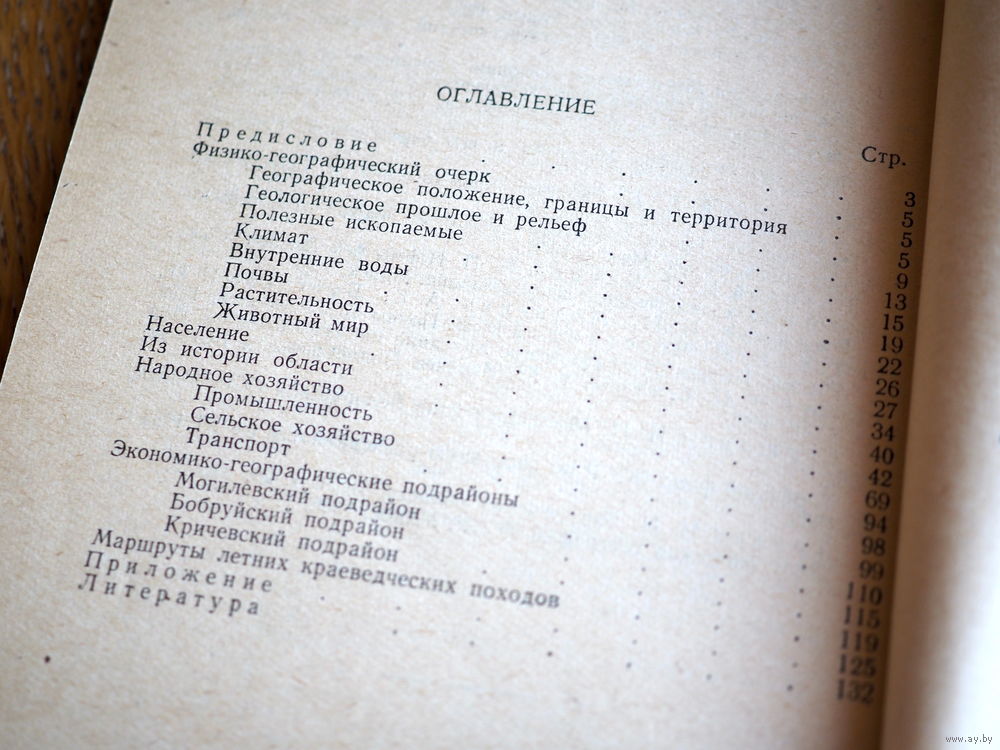 ОГЛАВЛЕНИЕ
Стр.
Предисловие 3
Физико-географический очерк 5
Географическое положение, границы и территория 5
Геологическое прошлое и рельеф 5
Полезные ископаемые 9
Климат 13
Внутренние воды 15
Почвы 19
Растительность 22
Животный мир 26
Население 27
Из истории области 34
Народное хозяйство 40
Промышленность 42
Сельское хозяйство 69
Транспорт 94
Экономико-географические подрайоны 98
Могилевский подрайон 99
Бобруйский подрайон 110
Кричевский подрайон 115
Маршруты летних краеведческих походов 119
Приложение 125
Литература 132
www.ay.by